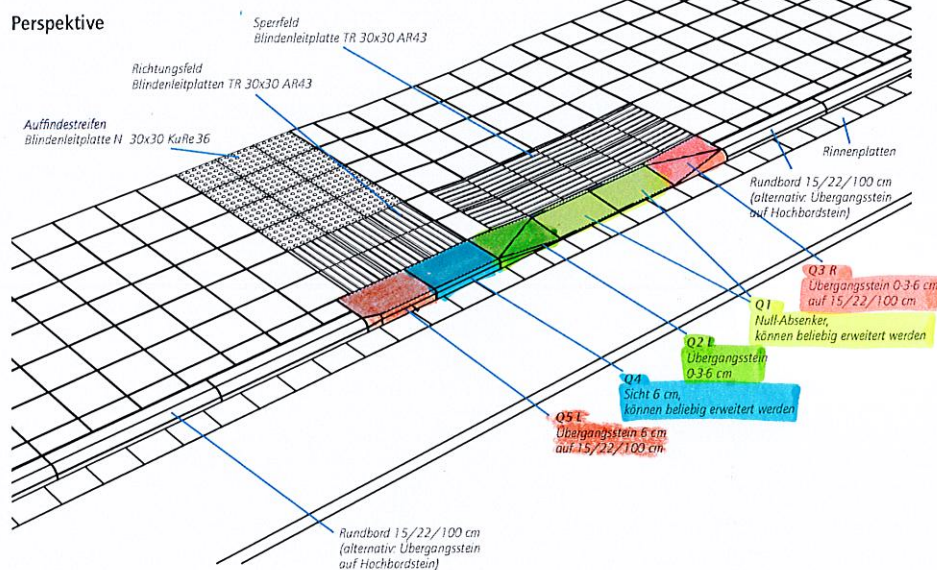 Perspektive
Sperrfeld
Blindenleitplatte TR 30x30 AR43
Richtungsfeld
Blindenleitplatten TR 30x30 AR43
Auffindestreifen
Blindenleitplatte N 30x30 KuRe36
Rinnenplatten
Rundbord 15/22/100 cm
(alternativ: Übergangsstein
auf Hochbordstein)
Q3 R
Übergangsstein 0-3-6 cm
auf 15/22/100 cm
Q1
Null-Absenker,
können beliebig erweitert werden
Q2 L
Übergangsstein
0-3-6 cm
Q4
Sicht 6 cm,
können beliebig erweitert werden
Q5 L
Übergangsstein 6 cm
auf 15/22/100 cm
Rundbord 15/22/100 cm
(alternativ: Übergangsstein
auf Hochbordstein)